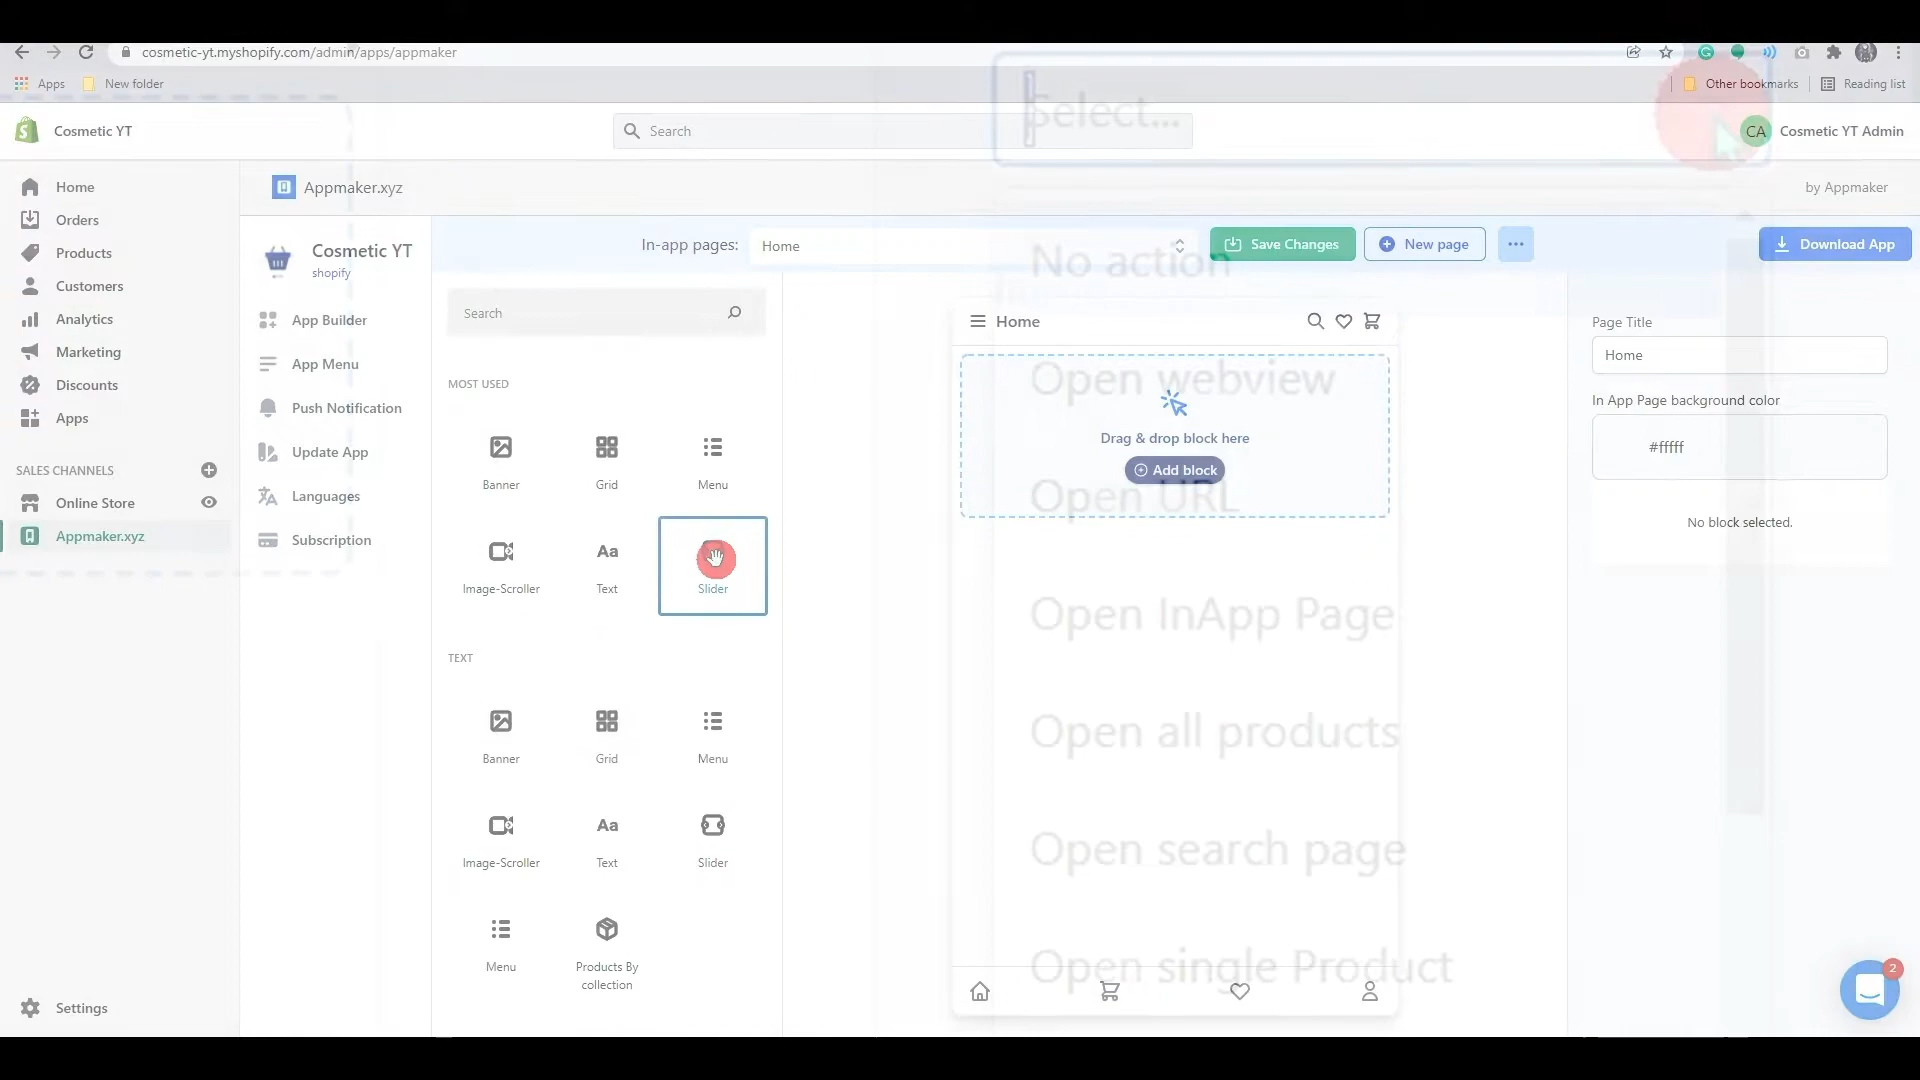 cosmetic-yt.myshopify.com/admin/apps/appmaker
Apps
New folder
Other bookmarks
Reading list
Cosmetic YT
Search
CA
Cosmetic YT Admin
Select...
Home
Orders
Products
Customers
Analytics
Marketing
Discounts
Apps
SALES CHANNELS
Online Store
Appmaker.xyz
Settings
Appmaker.xyz
by Appmaker
Cosmetic YT
shopify
App Builder
App Menu
Push Notification
Update App
Languages
Subscription
In-app pages:
Home
Save Changes
New page
Download App
Search
MOST USED
Banner
Grid
Menu
Image-Scroller
Text
Aa
Slider
TEXT
Banner
Grid
Menu
Image-Scroller
Aa
Text
Slider
Menu
Products By
collection
Home
Drag & drop block here
Add block
No action
Open webview
Open URL
Open InApp Page
Open all products
Open search page
Open single Product
Page Title
Home
In App Page background color
#fffff
No block selected.
2